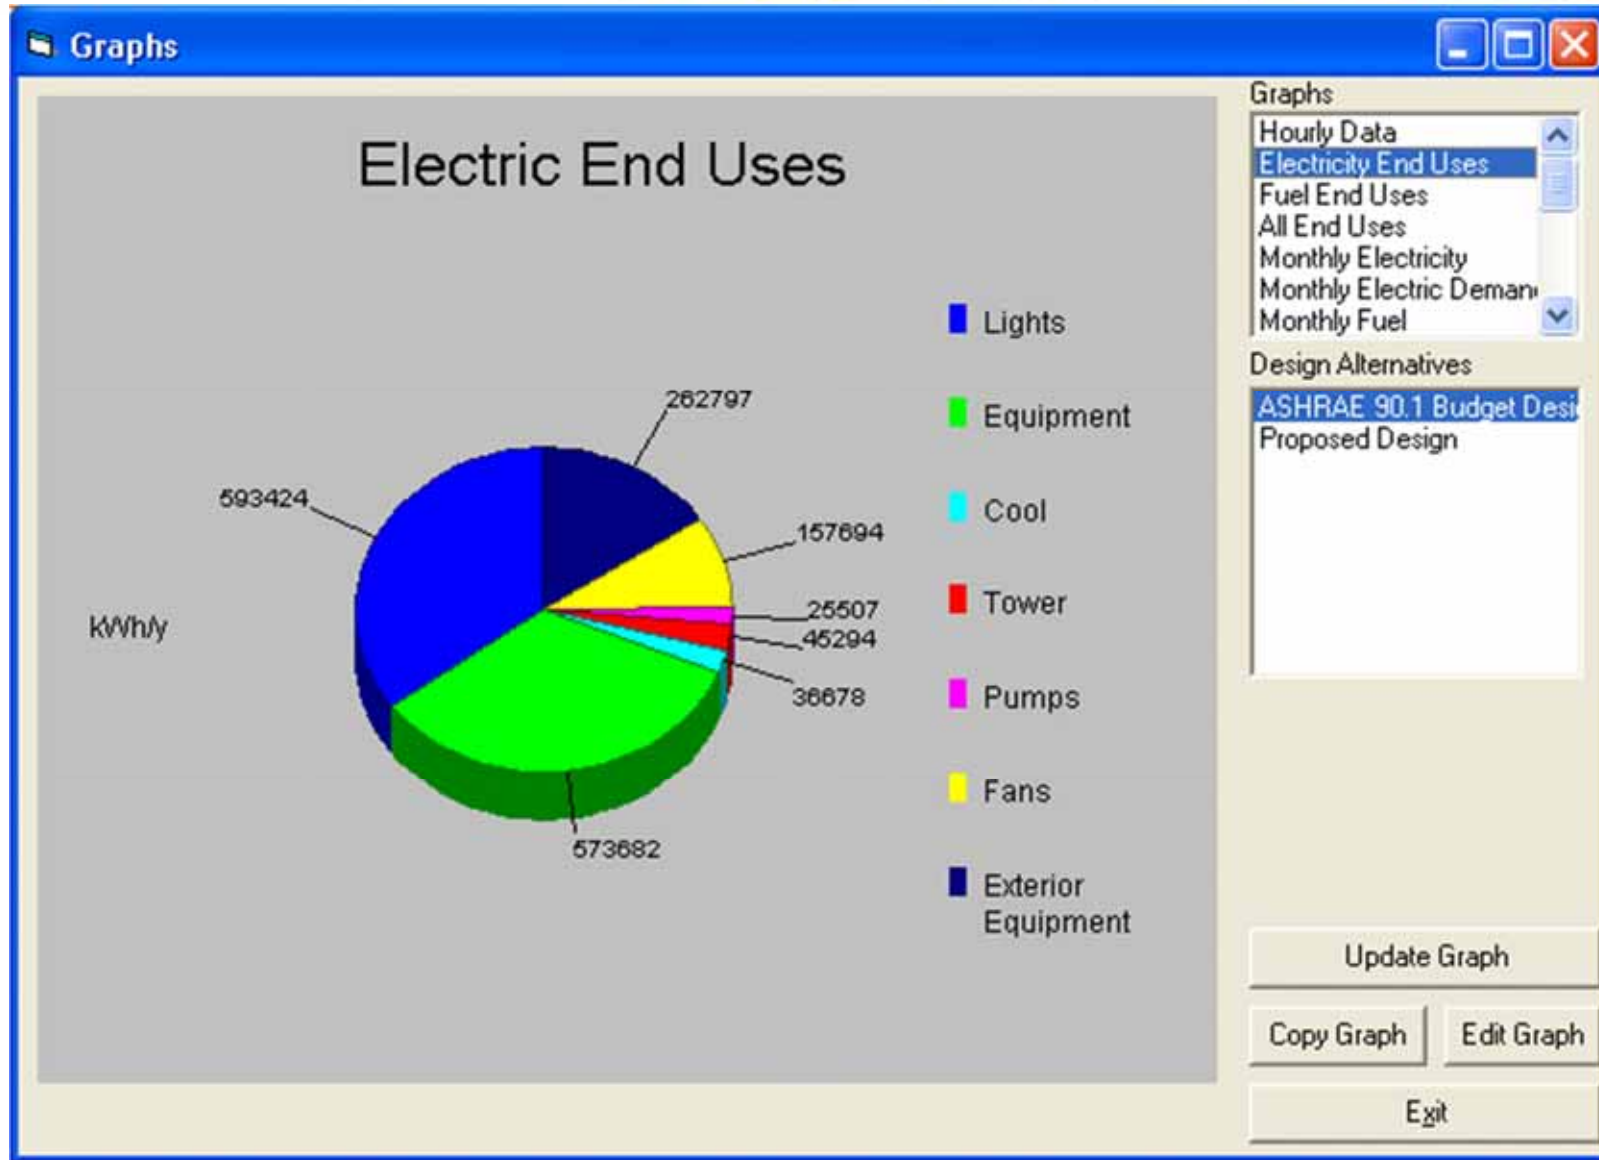 Graphs
Electric End Uses
262797
593424
157694
25507
45294
36678
573682
kWh/y
Lights
Equipment
Cool
Tower
Pumps
Fans
Exterior
Equipment
Graphs
Hourly Data
Electricity End Uses
Fuel End Uses
All End Uses
Monthly Electricity
Monthly Electric Deman
Monthly Fuel
Design Alternatives
ASHRAE 90.1 Budget Desi
Proposed Design
Update Graph
Copy Graph
Edit Graph
Exit